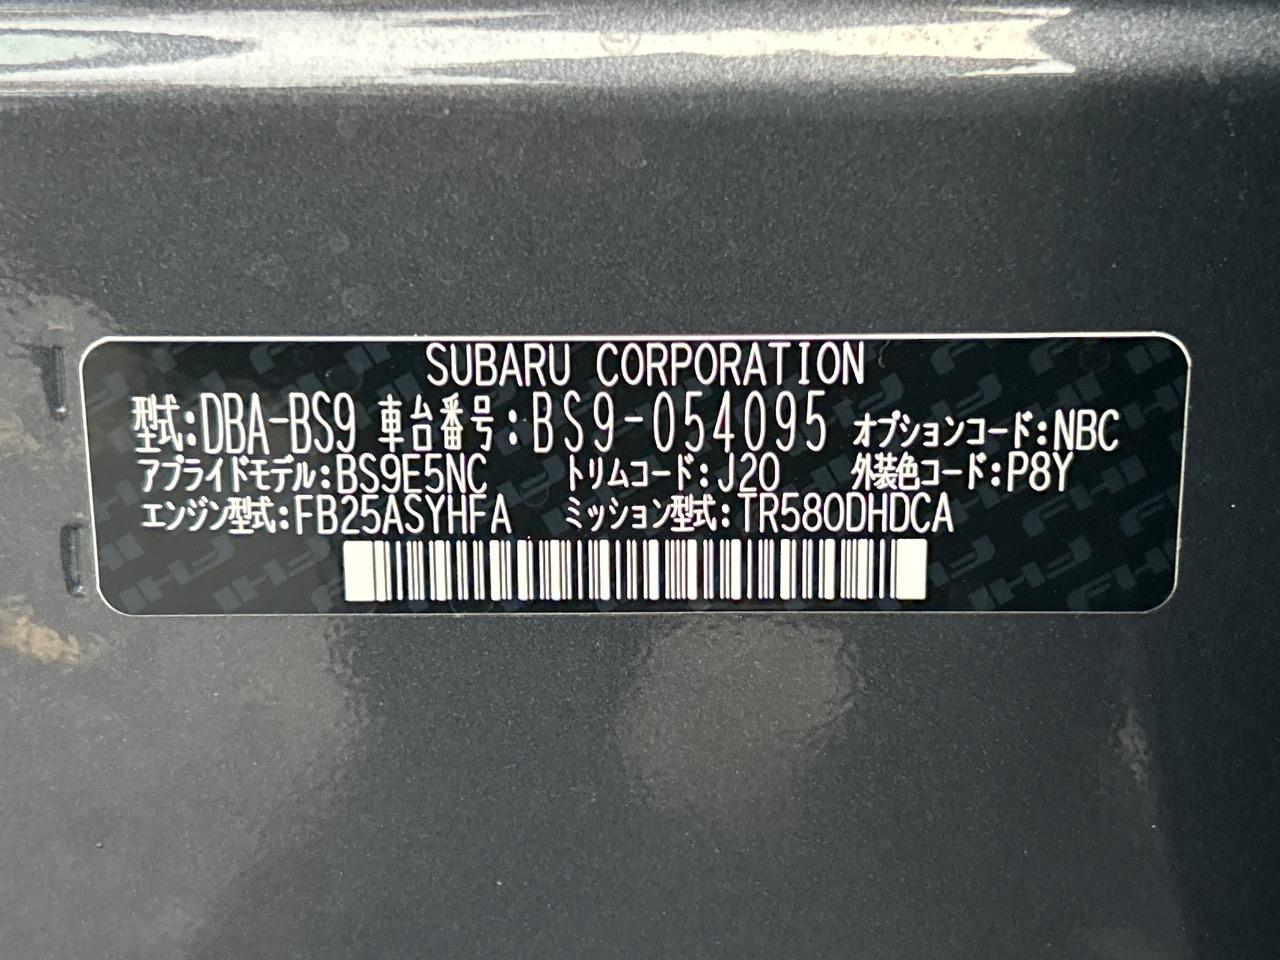 SUBARU CORPORATION
型式:DBA-BS9 車台番号:BS9-054095 オプションコード:NBC
アプライドモデル:BS9E5NC トリムコード:J20 外装色コード:P8Y
エンジン型式:FB25ASYHFA ミッション型式:TR580DHDCA